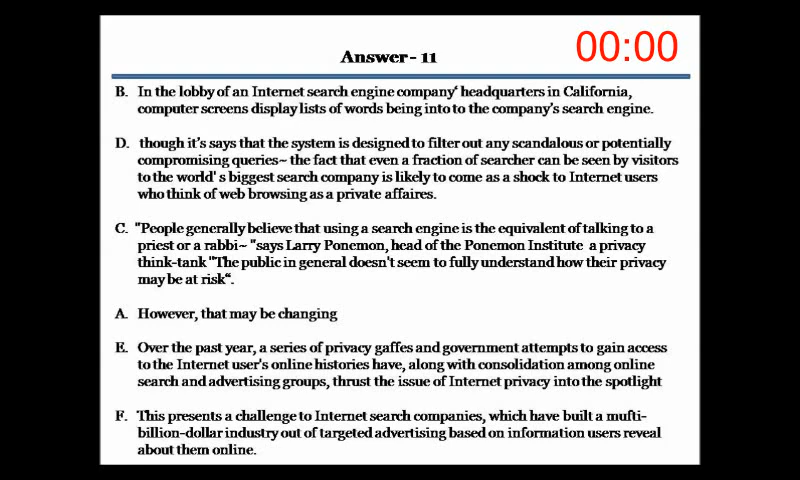 Answer - 11
00:00
B. In the lobby of an Internet search engine company' headquarters in California,
computer screens display lists of words being into to the company's search engine.
D. though it's says that the system is designed to filter out any scandalous or potentially
compromising queries~ the fact that even a fraction of searcher can be seen by visitors
to the world' s biggest search company is likely to come as a shock to Internet users
who think of web browsing as a private affaires.
C. "People generally believe that using a search engine is the equivalent of talking to a
priest or a rabbi~ "says Larry Ponemon, head of the Ponemon Institute a privacy
think-tank "The public in general doesn't seem to fully understand how their privacy
may be at risk".
A. However, that may be changing
E. Over the past year, a series of privacy gaffes and government attempts to gain access
to the Internet user's online histories have, along with consolidation among online
search and advertising groups, thrust the issue of Internet privacy into the spotlight
F. This presents a challenge to Internet search companies, which have built a mufti-
billion-dollar industry out of targeted advertising based on information users reveal
about them online.